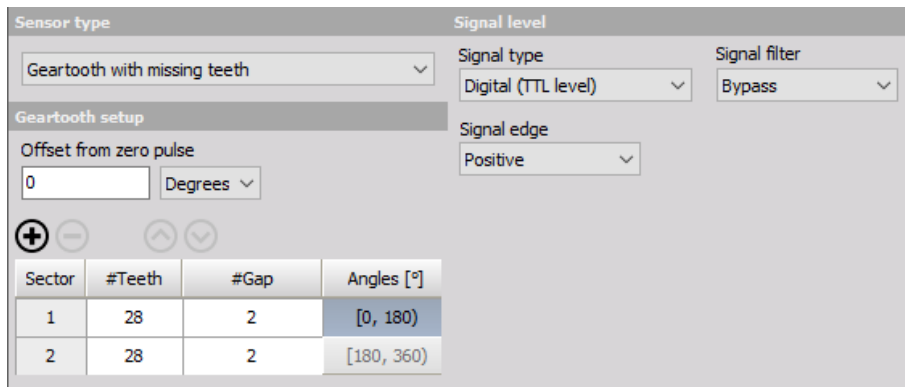 Sensor type
Geartooth with missing teeth
Geartooth setup
Offset from zero pulse
0 Degrees
Sector #Teeth #Gap Angles [°]
1 28 2 [0, 180)
2 28 2 [180, 360)
Signal level
Signal type Signal filter
Digital (TTL level) Bypass
Signal edge
Positive